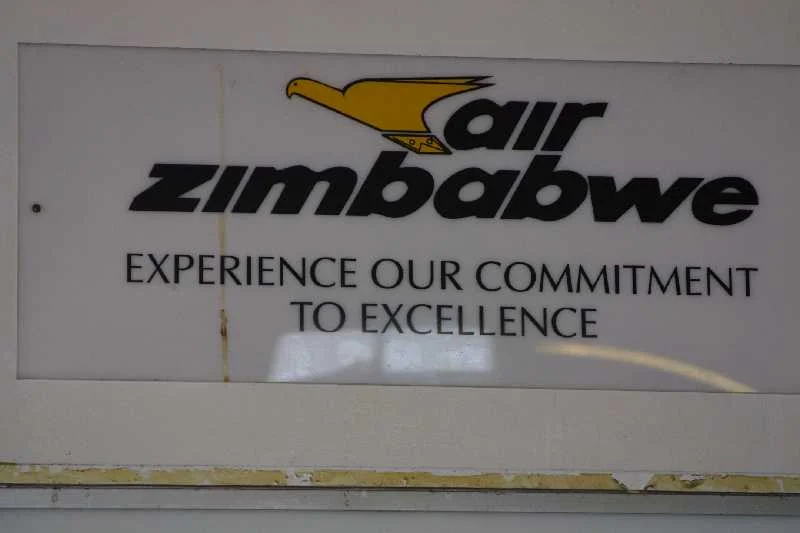 air
zimbabwe
EXPERIENCE OUR COMMITMENT
TO EXCELLENCE